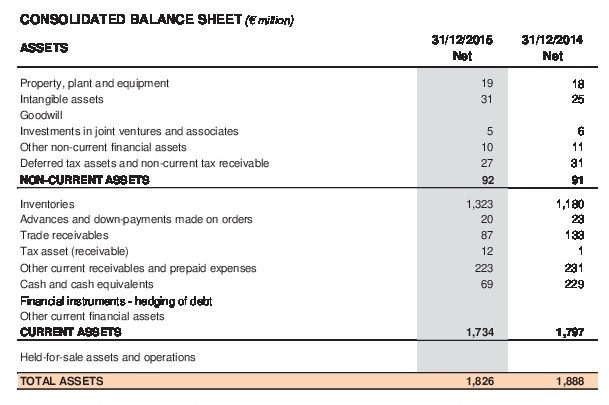 CONSOLIDATED BALANCE SHEET (€ million)
ASSETS 31/12/2015 Net 31/12/2014 Net
Property, plant and equipment 19 18
Intangible assets 31 25
Goodwill
Investments in joint ventures and associates 5 6
Other non-current financial assets 10 11
Deferred tax assets and non-current tax receivable 27 31
NON-CURRENT ASSETS 92 91
Inventories 1,323 1,180
Advances and down-payments made on orders 20 23
Trade receivables 87 133
Tax asset (receivable) 12 1
Other current receivables and prepaid expenses 223 231
Cash and cash equivalents 69 229
Financial instruments - hedging of debt
Other current financial assets
CURRENT ASSETS 1,734 1,797
Held-for-sale assets and operations
TOTAL ASSETS 1,826 1,888